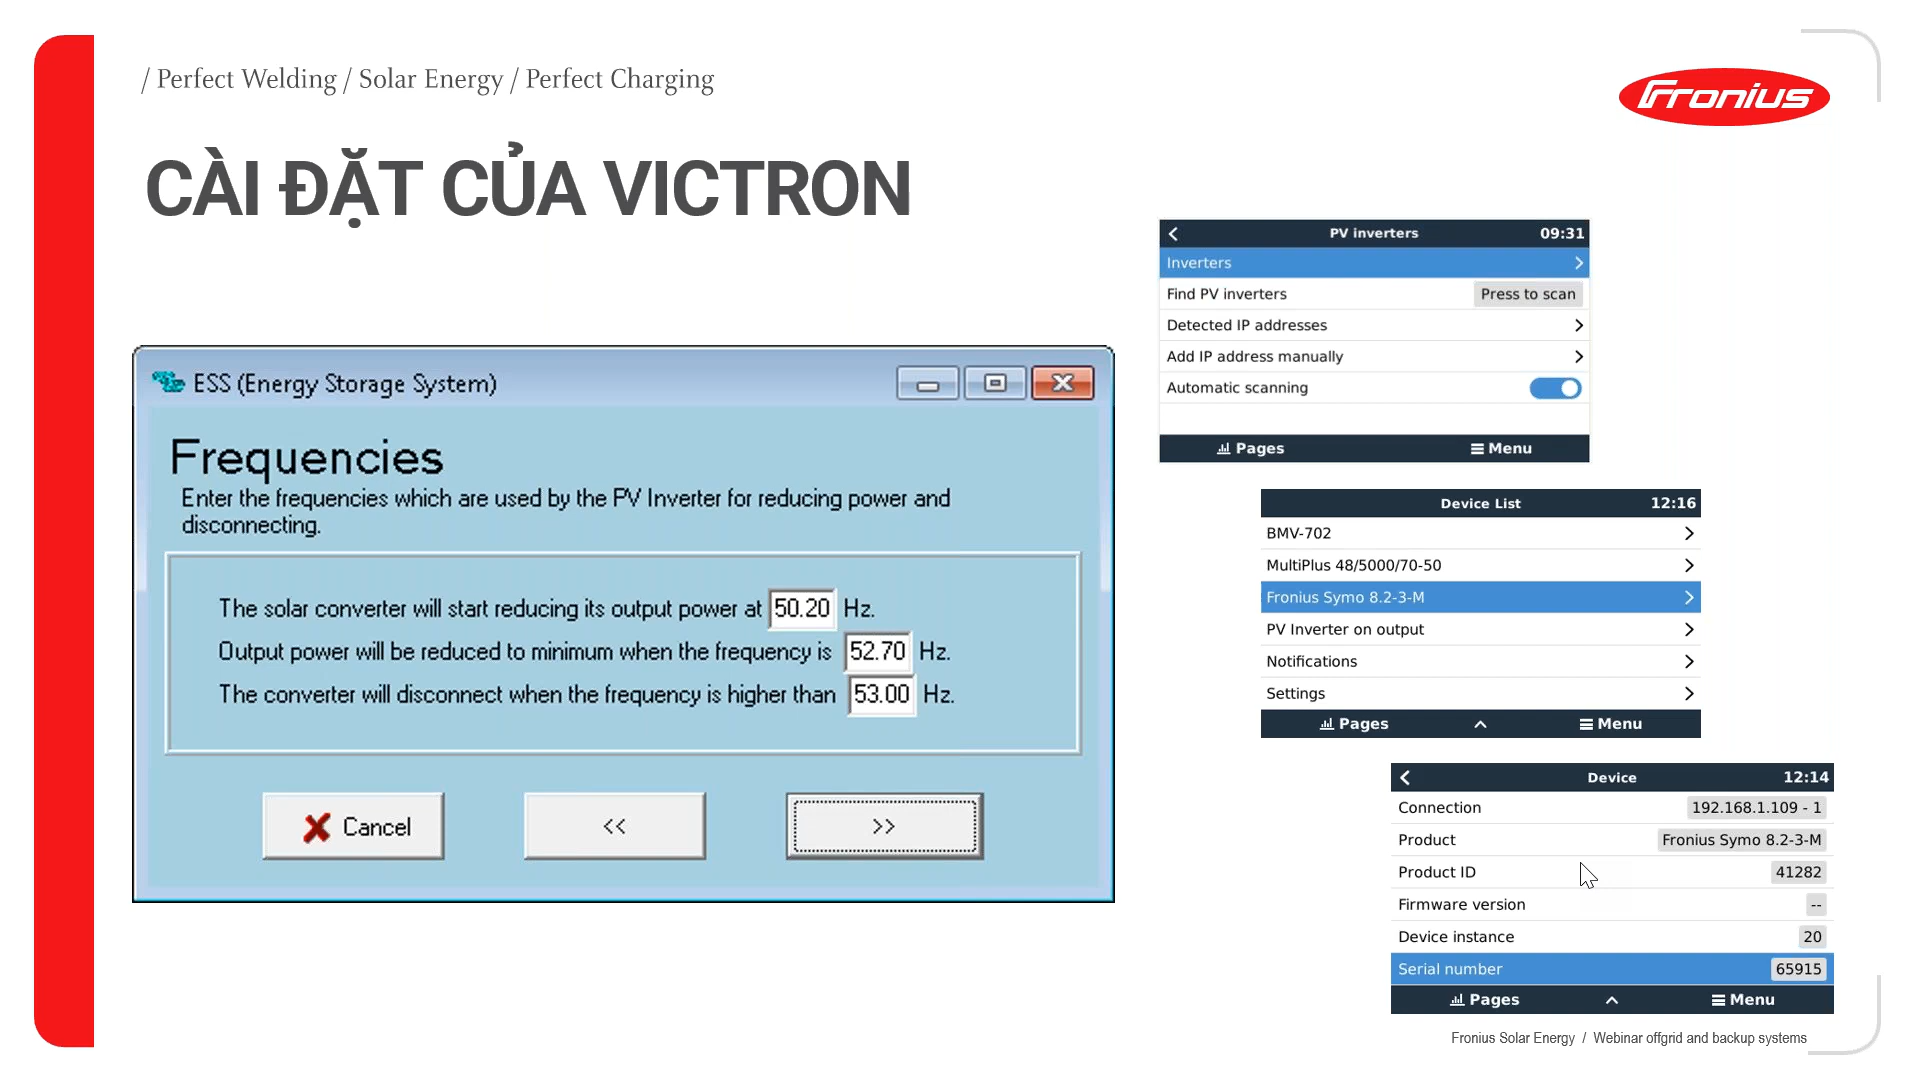 / Perfect Welding / Solar Energy / Perfect Charging
Fronius
CÀI ĐẶT CỦA VICTRON
ESS (Energy Storage System)
Frequencies
Enter the frequencies which are used by the PV Inverter for reducing power and
disconnecting.
The solar converter will start reducing its output power at 50.20 Hz.
Output power will be reduced to minimum when the frequency is 52.70 Hz.
The converter will disconnect when the frequency is higher than 53.00 Hz.
Cancel << >>
PV inverters 09:31
Inverters
Find PV inverters Press to scan
Detected IP addresses
Add IP address manually
Automatic scanning
Pages Menu
Device List 12:16
BMV-702
MultiPlus 48/5000/70-50
Fronius Symo 8.2-3-M
PV Inverter on output
Notifications
Settings
Pages Menu
Device 12:14
Connection 192.168.1.109 - 1
Product Fronius Symo 8.2-3-M
Product ID 41282
Firmware version --
Device instance 20
Serial number 65915
Pages Menu
Fronius Solar Energy / Webinar offgrid and backup systems